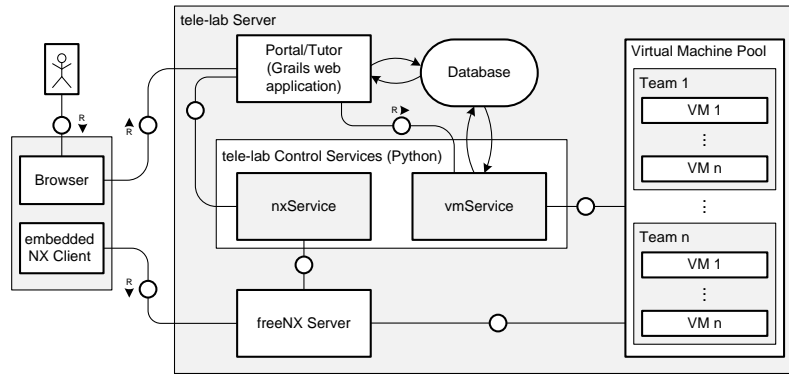 tele-lab Server
Portal/Tutor
(Grails web
application)
Database
Virtual Machine Pool
Team 1
VM 1
⋮
VM n
⋮
Team n
VM 1
⋮
VM n
R
R
R
Browser
embedded
NX Client
R
tele-lab Control Services (Python)
nxService
vmService
freeNX Server